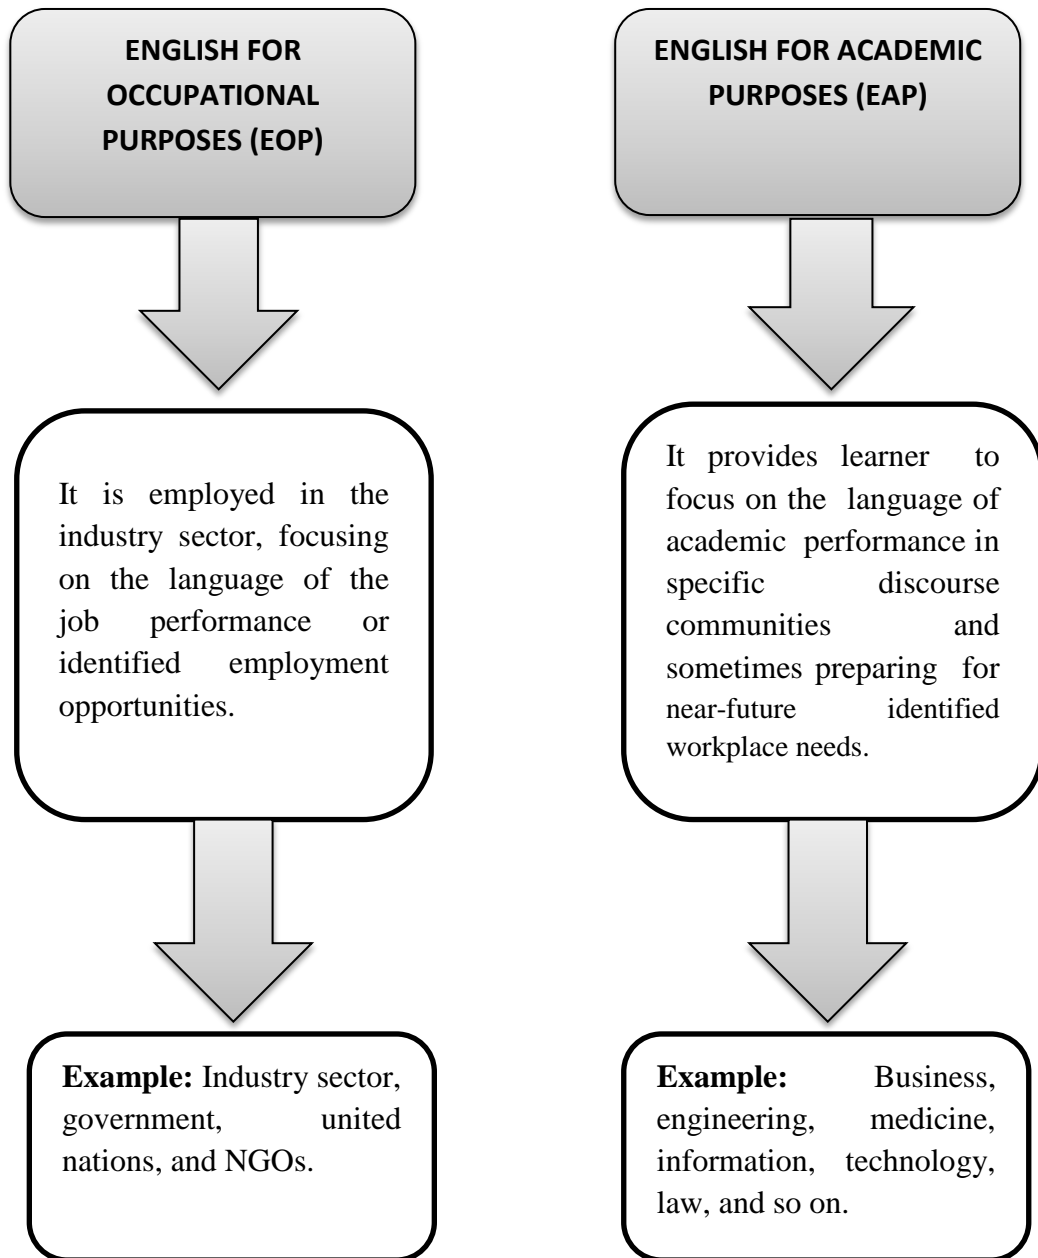 ENGLISH FOR
OCCUPATIONAL
PURPOSES (EOP)
It is employed in the
industry sector, focusing
on the language of the
job performance or
identified employment
opportunities.
Example: Industry sector,
government, united
nations, and NGOs.
ENGLISH FOR ACADEMIC
PURPOSES (EAP)
It provides learner to
focus on the language of
academic performance in
specific discourse
communities and
sometimes preparing for
near-future identified
workplace needs.
Example: Business,
engineering, medicine,
information, technology,
law, and so on.